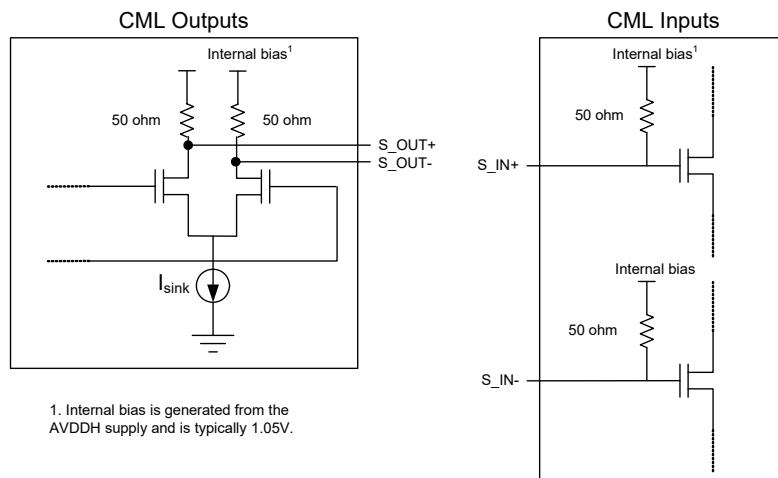 CML Outputs
Internal bias¹
50 ohm
50 ohm
S_OUT+
S_OUT-
Isink
1. Internal bias is generated from the
AVDDH supply and is typically 1.05V.
CML Inputs
Internal bias¹
50 ohm
S_IN+
Internal bias
50 ohm
S_IN-